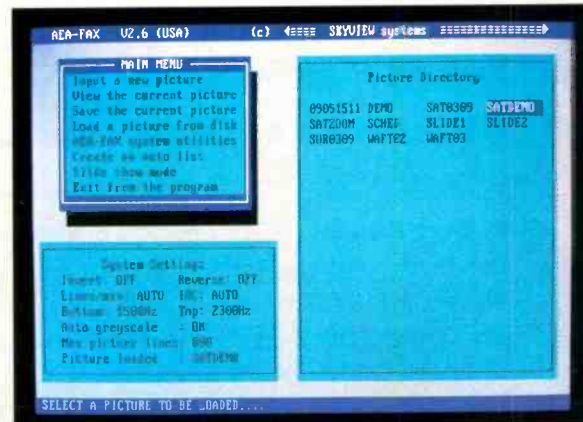 AEA-FAX V2.6 (USA) (c) SKYVIEW systems
MAIN MENU
Input a new picture
View the current picture
Save the current picture
Load a picture from disk
AEA-FAX system utilities
Create an auto list
Slide show mode
Exit from the program
Picture Directory
09051511 DEMO SAT0309 SATDEMO
SATZOOM SCHED SLIDE1 SLIDE2
SUR0309 WAFTE2 WAFT03
System Settings
Invert: OFF Reverse: OFF
Lines/min: AUTO IOC: AUTO
Bottom: 1500Hz Top: 2300Hz
Auto greyscale : ON
Max picture lines: 800
Picture loaded : SATDEMO
SELECT A PICTURE TO BE LOADED....